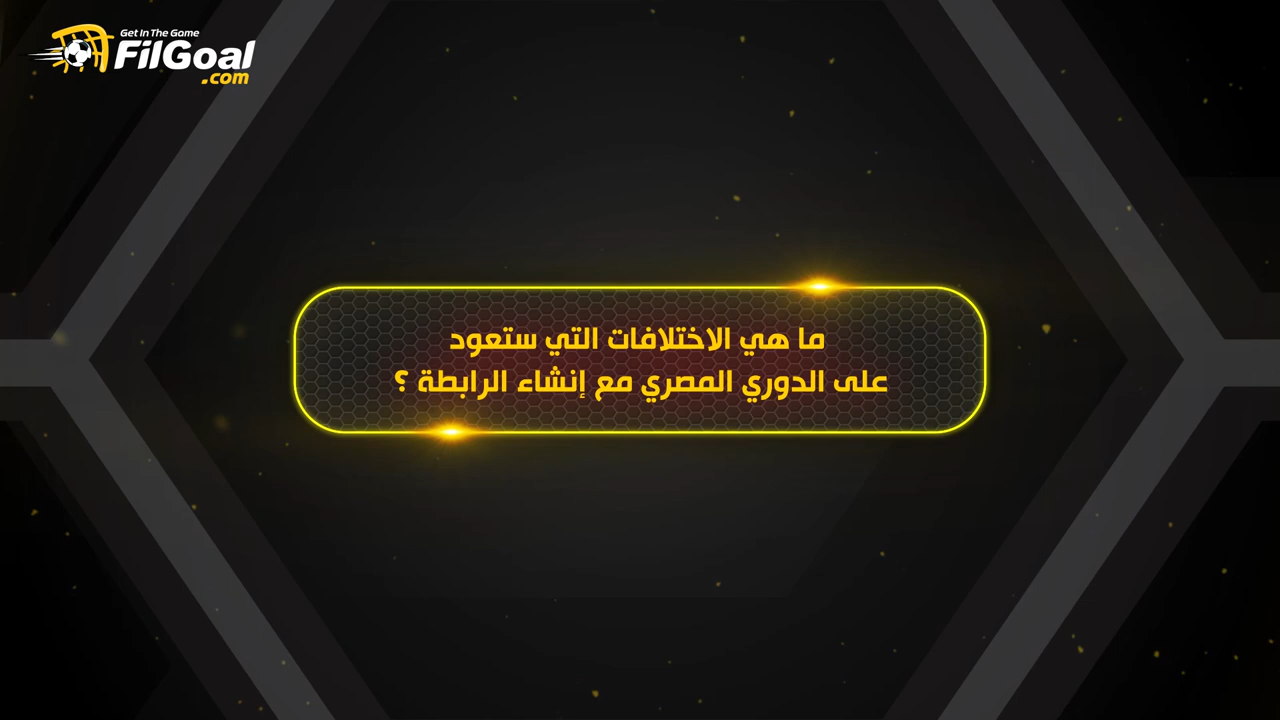 Get In The Game
FilGoal
.com
ما هي الاختلافات التي ستعود
على الدوري المصري مع إنشاء الرابطة ؟